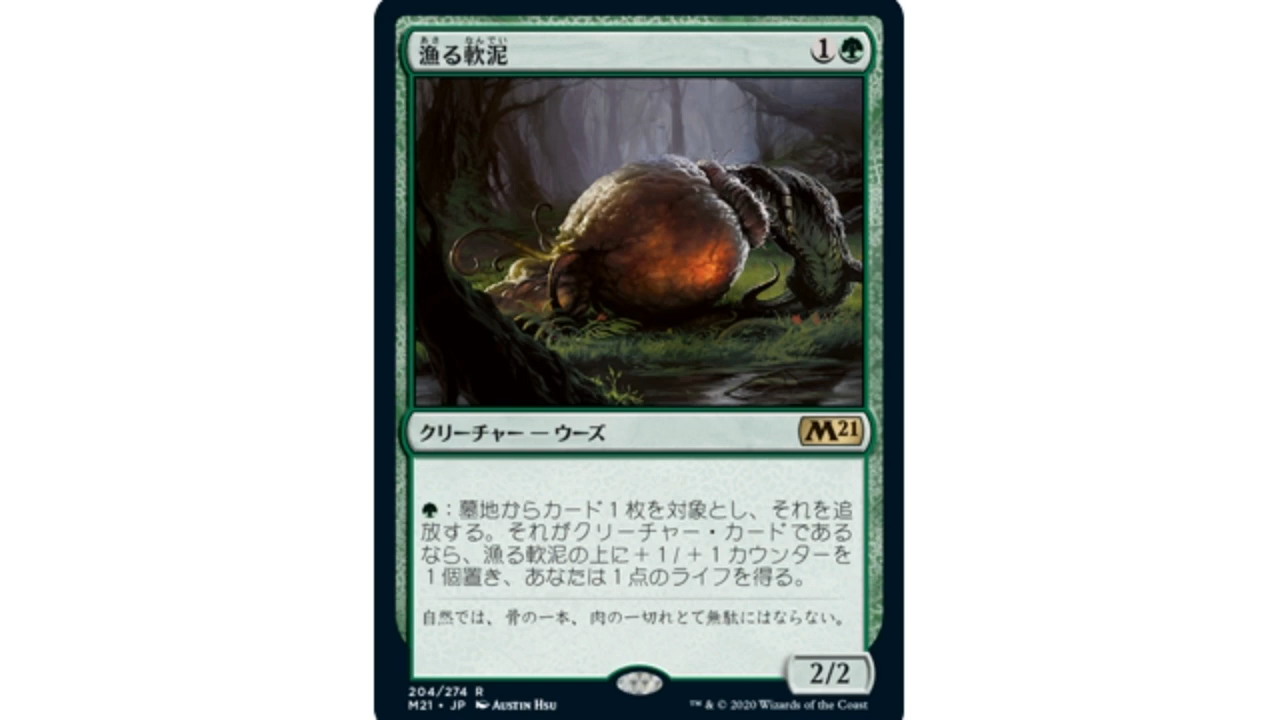 漁る軟泥
あさ なんでい
1
クリーチャー ― ウーズ
M21
:墓地からカード1枚を対象とし、それを追
放する。それがクリーチャー・カードである
なら、漁る軟泥の上に+1/+1カウンターを
1個置き、あなたは1点のライフを得る。
自然では、骨の一本、肉の一切れとて無駄にはならない。
2/2
204/274 R
M21 • JP Austin Hsu
™ & © 2020 Wizards of the Coast